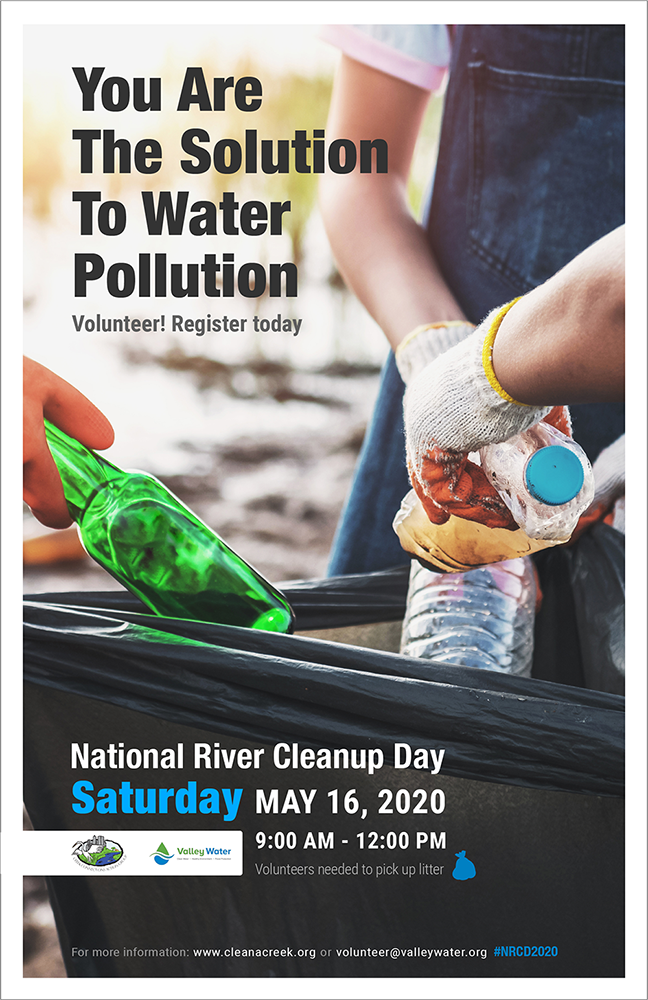 You Are
The Solution
To Water
Pollution
Volunteer! Register today
National River Cleanup Day
Saturday MAY 16, 2020
9:00 AM - 12:00 PM
Valley Water
Volunteers needed to pick up litter
For more information: www.cleanacreek.org or volunteer@valleywater.org #NRCD2020